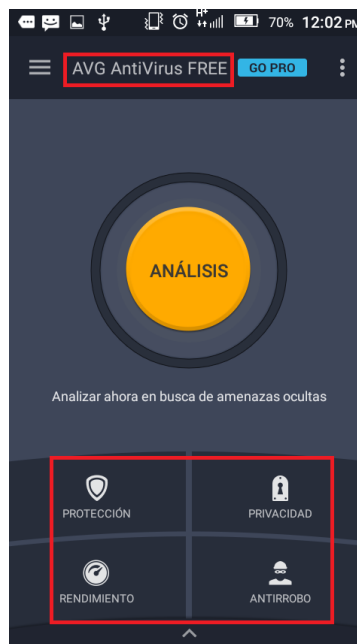 H+
70% 12:02 PM
AVG AntiVirus FREE GO PRO
ANÁLISIS
Analizar ahora en busca de amenazas ocultas
PROTECCIÓN PRIVACIDAD
RENDIMIENTO ANTIRROBO